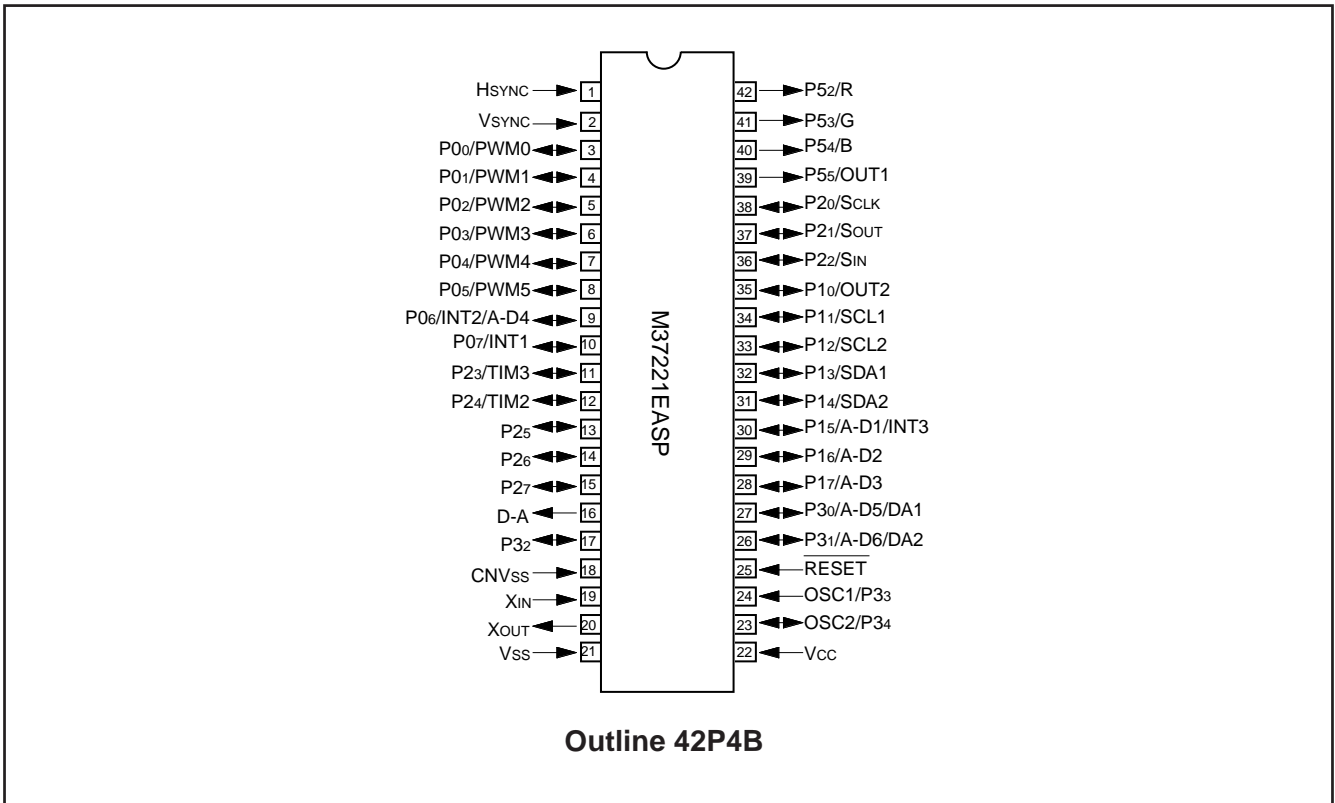 HSYNC 1 42 P52/R
VSYNC 2 41 P53/G
P00/PWM0 3 40 P54/B
P01/PWM1 4 39 P55/OUT1
P02/PWM2 5 38 P20/SCLK
P03/PWM3 6 37 P21/SOUT
P04/PWM4 7 36 P22/SIN
P05/PWM5 8 35 P10/OUT2
P06/INT2/A-D4 9 34 P11/SCL1
P07/INT1 10 33 P12/SCL2
P23/TIM3 11 32 P13/SDA1
P24/TIM2 12 31 P14/SDA2
P25 13 30 P15/A-D1/INT3
P26 14 29 P16/A-D2
P27 15 28 P17/A-D3
D-A 16 27 P30/A-D5/DA1
P32 17 26 P31/A-D6/DA2
CNVSS 18 25 RESET
XIN 19 24 OSC1/P33
XOUT 20 23 OSC2/P34
VSS 21 22 VCC
M37221EASP
Outline 42P4B